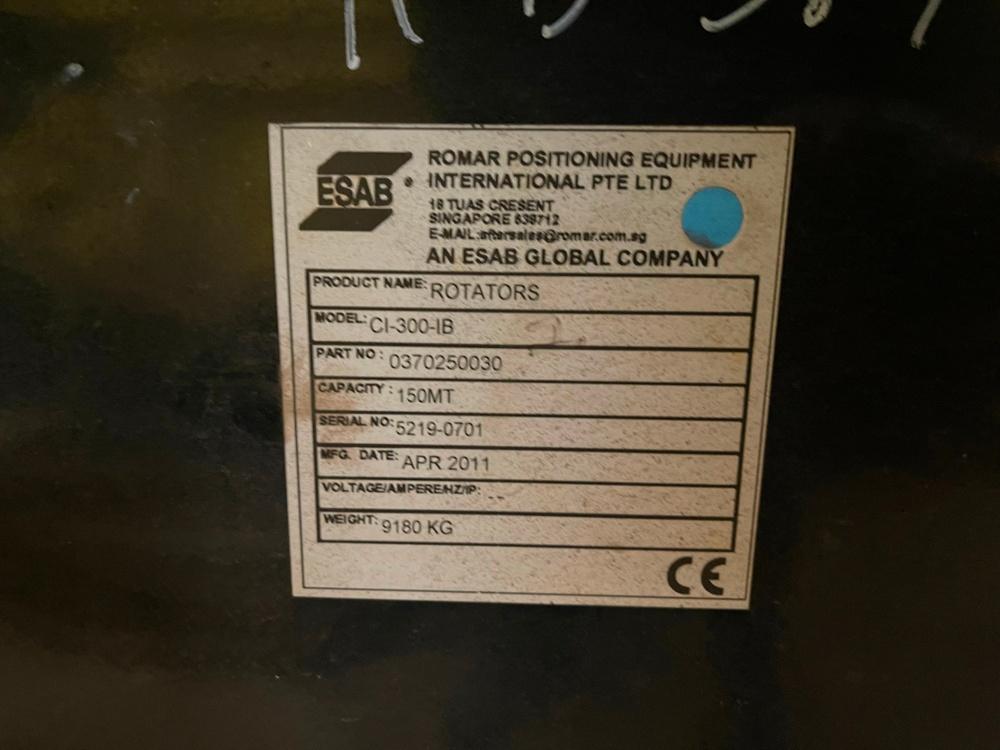 ESAB ®
ROMAR POSITIONING EQUIPMENT
INTERNATIONAL PTE LTD
18 TUAS CRESENT
SINGAPORE 638712
E-MAIL:aftersales@romar.com.sg
AN ESAB GLOBAL COMPANY
PRODUCT NAME: ROTATORS
MODEL: CI-300-IB
PART NO : 0370250030
CAPACITY : 150MT
SERIAL NO: 5219-0701
MFG. DATE: APR 2011
VOLTAGE/AMPERE/HZ/IP: --
WEIGHT: 9180 KG
CE